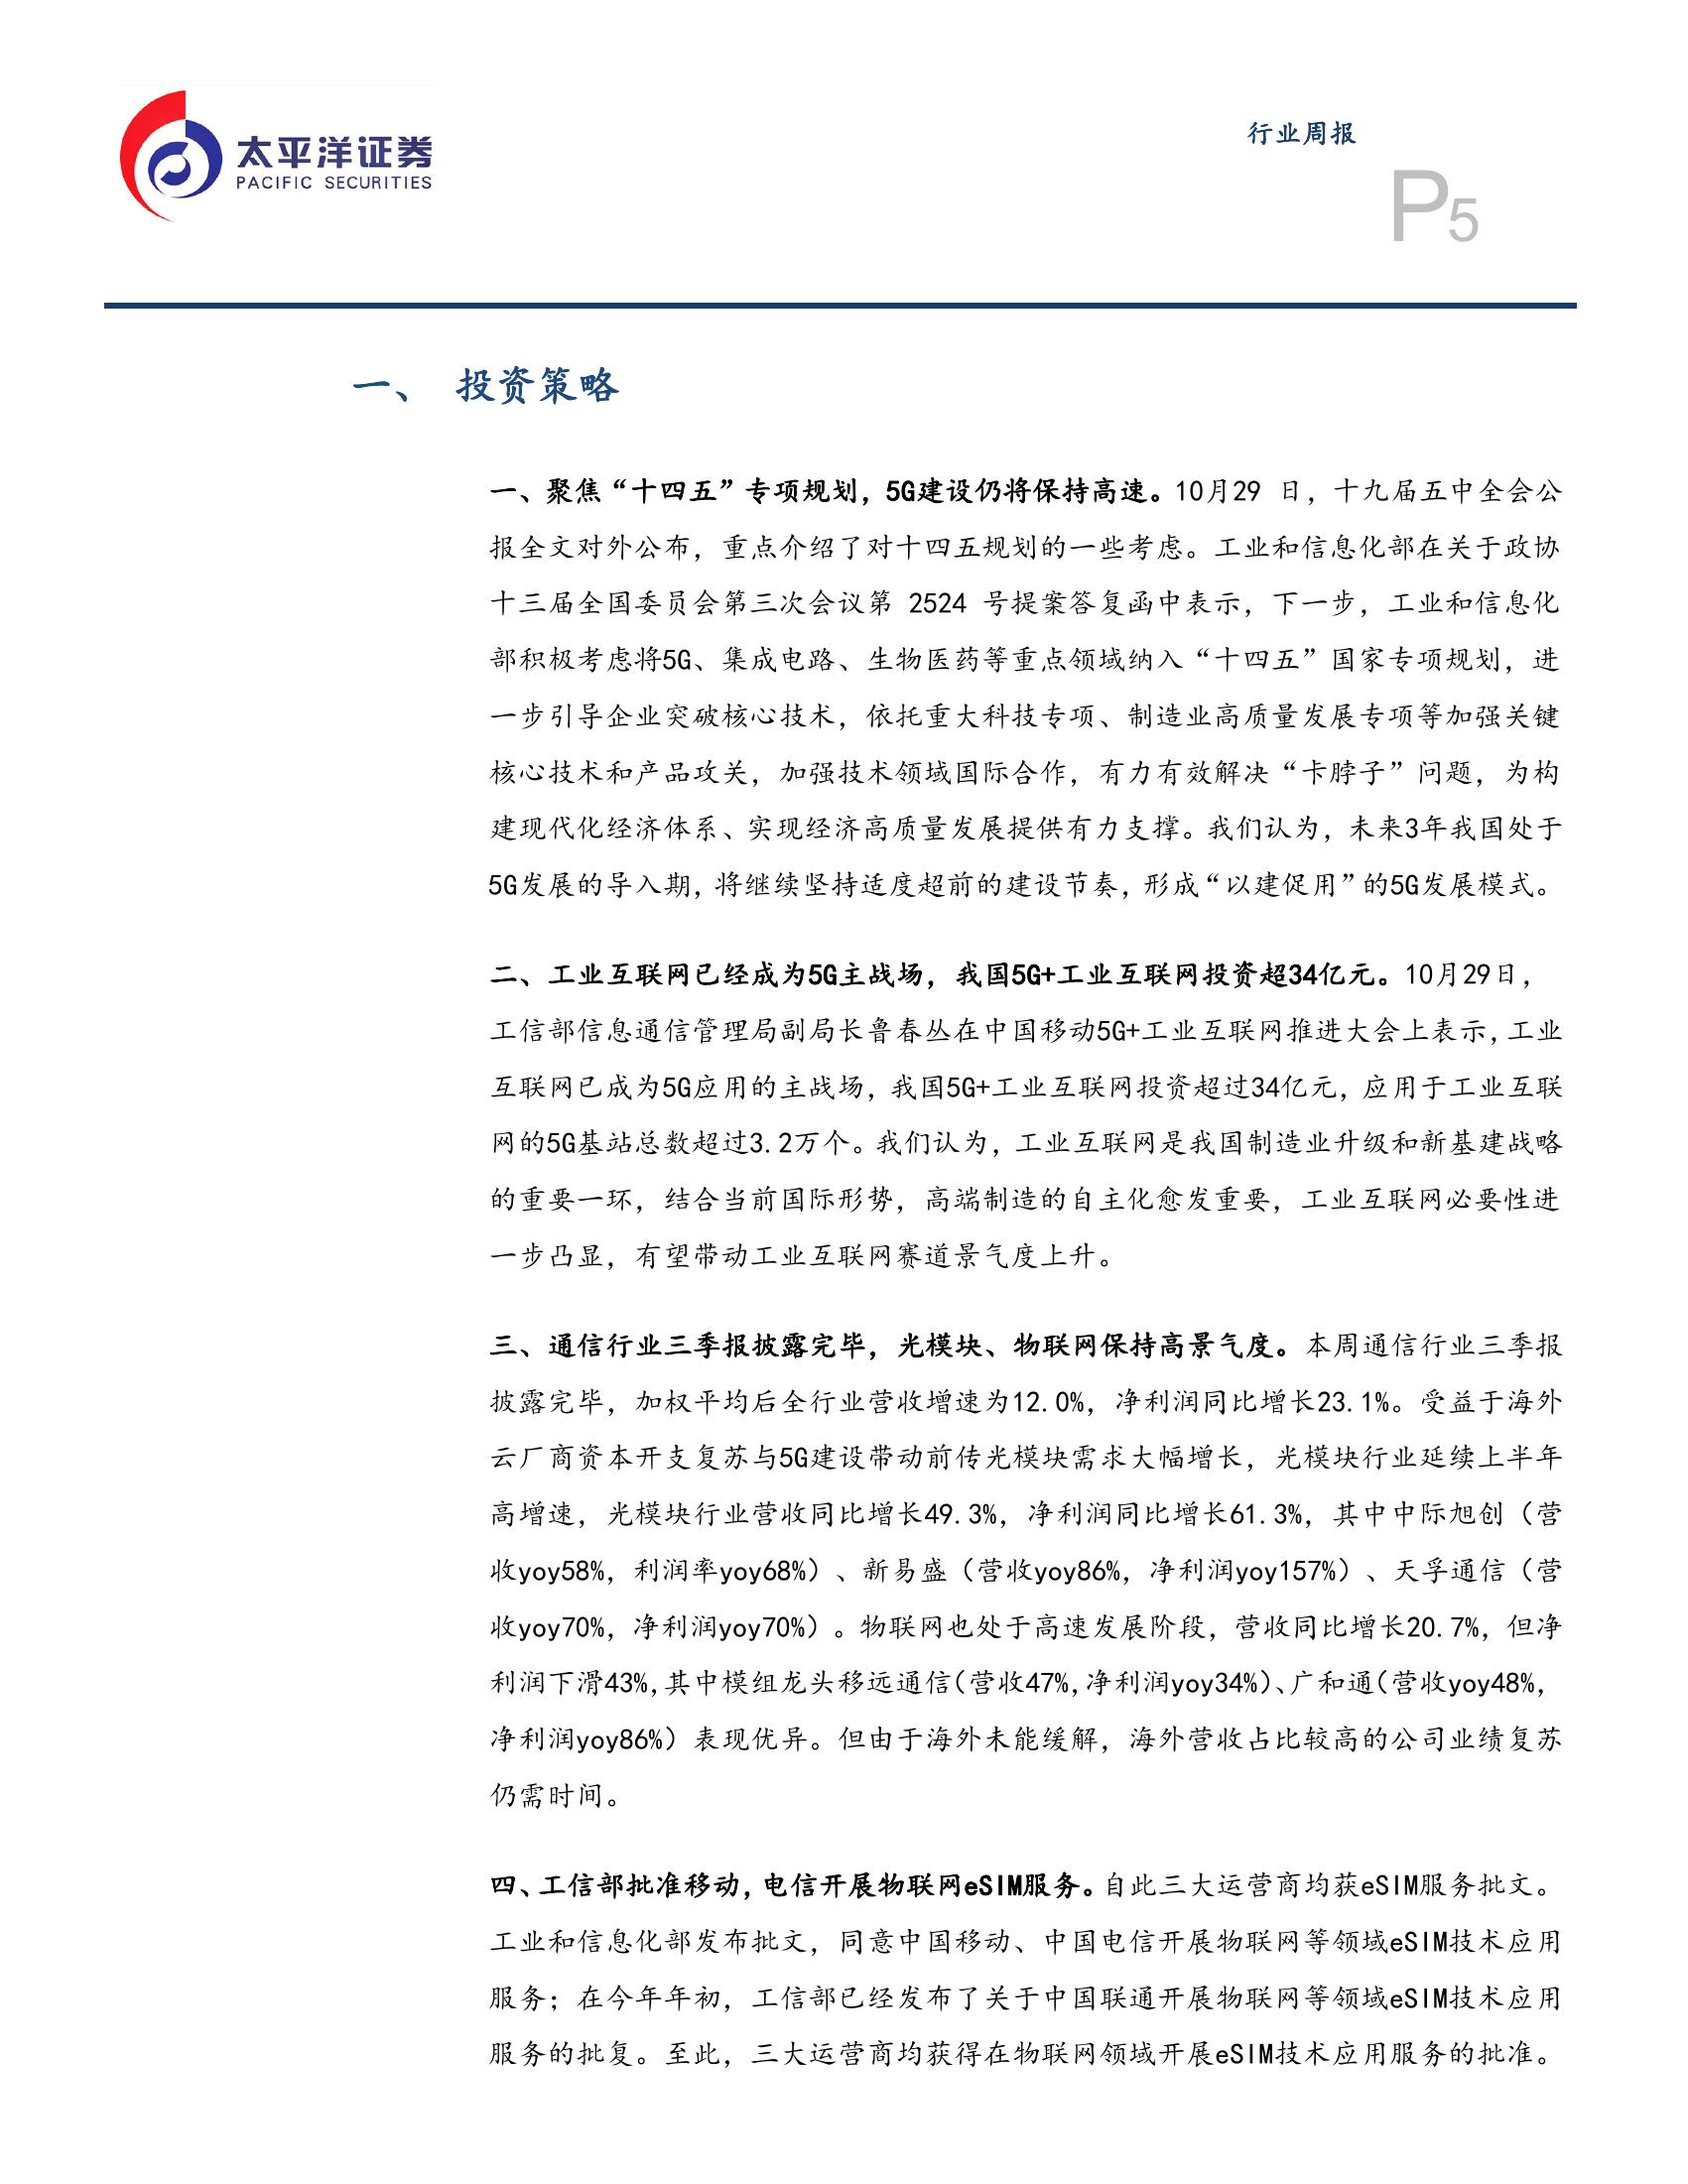 太平洋证券
PACIFIC SECURITIES
行业周报
P5
一、 投资策略
一、聚焦“十四五”专项规划，5G建设仍将保持高速。10月29 日，十九届五中全会公
报全文对外公布，重点介绍了对十四五规划的一些考虑。工业和信息化部在关于政协
十三届全国委员会第三次会议第 2524 号提案答复函中表示，下一步，工业和信息化
部积极考虑将5G、集成电路、生物医药等重点领域纳入“十四五”国家专项规划，进
一步引导企业突破核心技术，依托重大科技专项、制造业高质量发展专项等加强关键
核心技术和产品攻关，加强技术领域国际合作，有力有效解决“卡脖子”问题，为构
建现代化经济体系、实现经济高质量发展提供有力支撑。我们认为，未来3年我国处于
5G发展的导入期，将继续坚持适度超前的建设节奏，形成“以建促用”的5G发展模式。
二、工业互联网已经成为5G主战场，我国5G+工业互联网投资超34亿元。10月29日，
工信部信息通信管理局副局长鲁春丛在中国移动5G+工业互联网推进大会上表示，工业
互联网已成为5G应用的主战场，我国5G+工业互联网投资超过34亿元，应用于工业互联
网的5G基站总数超过3.2万个。我们认为，工业互联网是我国制造业升级和新基建战略
的重要一环，结合当前国际形势，高端制造的自主化愈发重要，工业互联网必要性进
一步凸显，有望带动工业互联网赛道景气度上升。
三、通信行业三季报披露完毕，光模块、物联网保持高景气度。本周通信行业三季报
披露完毕，加权平均后全行业营收增速为12.0%，净利润同比增长23.1%。受益于海外
云厂商资本开支复苏与5G建设带动前传光模块需求大幅增长，光模块行业延续上半年
高增速，光模块行业营收同比增长49.3%，净利润同比增长61.3%，其中中际旭创（营
收yoy58%，利润率yoy68%）、新易盛（营收yoy86%，净利润yoy157%）、天孚通信（营
收yoy70%，净利润yoy70%）。物联网也处于高速发展阶段，营收同比增长20.7%，但净
利润下滑43%，其中模组龙头移远通信（营收47%，净利润yoy34%）、广和通（营收yoy48%，
净利润yoy86%）表现优异。但由于海外未能缓解，海外营收占比较高的公司业绩复苏
仍需时间。
四、工信部批准移动，电信开展物联网eSIM服务。自此三大运营商均获eSIM服务批文。
工业和信息化部发布批文，同意中国移动、中国电信开展物联网等领域eSIM技术应用
服务；在今年年初，工信部已经发布了关于中国联通开展物联网等领域eSIM技术应用
服务的批复。至此，三大运营商均获得在物联网领域开展eSIM技术应用服务的批准。